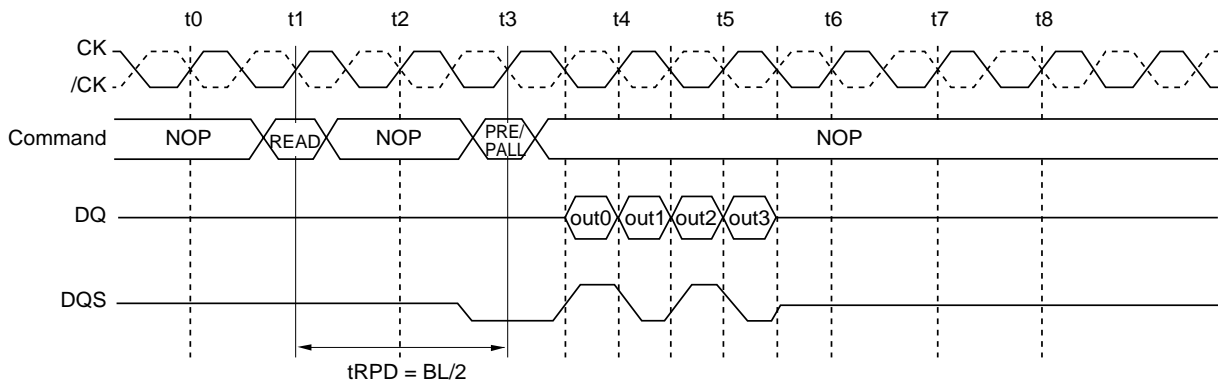 t0 t1 t2 t3 t4 t5 t6 t7 t8
CK
/CK
Command NOP READ NOP PRE/ PALL NOP
DQ out0 out1 out2 out3
DQS
tRPD = BL/2